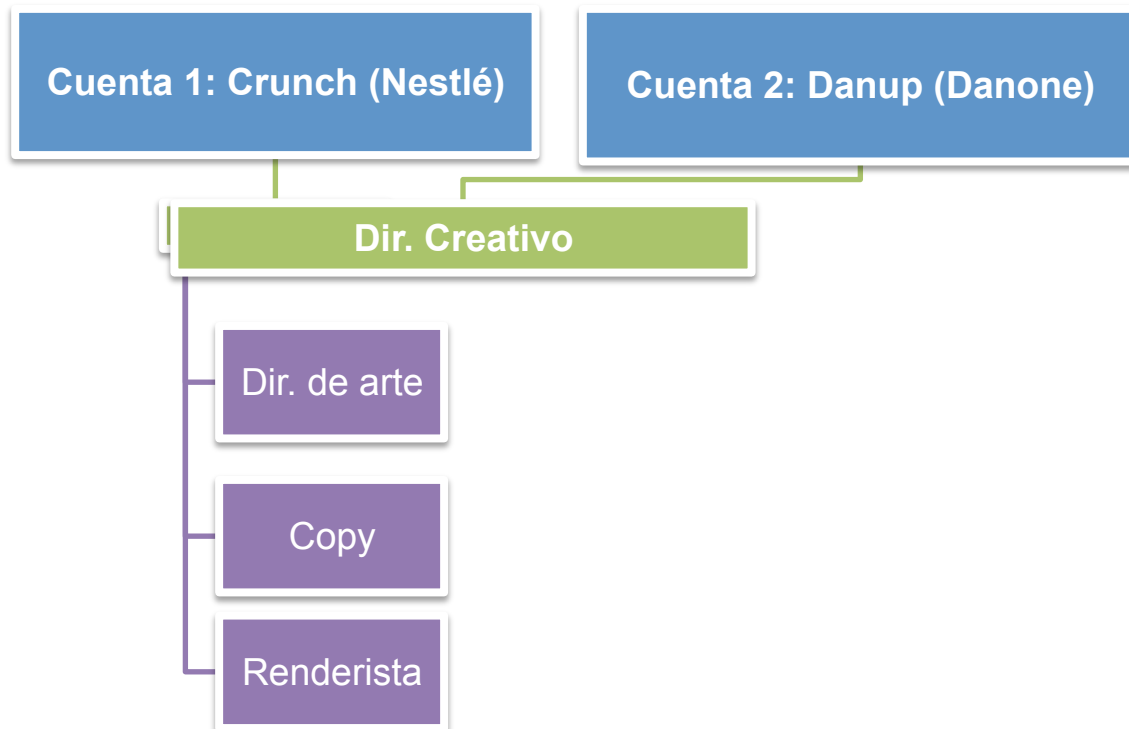 Cuenta 1: Crunch (Nestlé)
Cuenta 2: Danup (Danone)
Dir. Creativo
Dir. de arte
Copy
Renderista